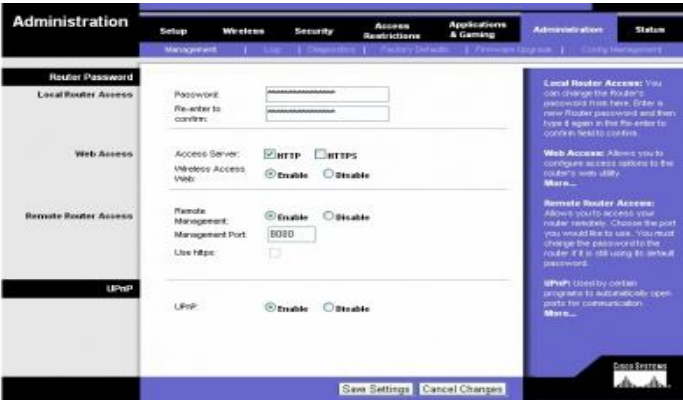 Administration
Setup Wireless Security Access Restrictions Applications & Gaming Administration Status
Management | Log | Diagnostics | Factory Defaults | Firmware Upgrade | Config Management
Router Password
Local Router Access
Password:
Re-enter to
confirm:
Web Access
Access Server: HTTP HTTPS
Wireless Access
Web: Enable Disable
Remote Router Access
Remote
Management: Enable Disable
Management Port: 8080
Use https:
UPnP
UPnP: Enable Disable
Save Settings Cancel Changes
Local Router Access: You
can change the Router's
password from here. Enter a
new Router password and then
type it again in the Re-enter to
confirm field to confirm.
Web Access: Allows you to
configure access options to the
router's web utility.
More...
Remote Router Access:
Allows you to access your
router remotely. Choose the port
you would like to use. You must
change the password to the
router if it is still using its default
password.
UPnP: Used by certain
programs to automatically open
ports for communication.
More...
Cisco Systems